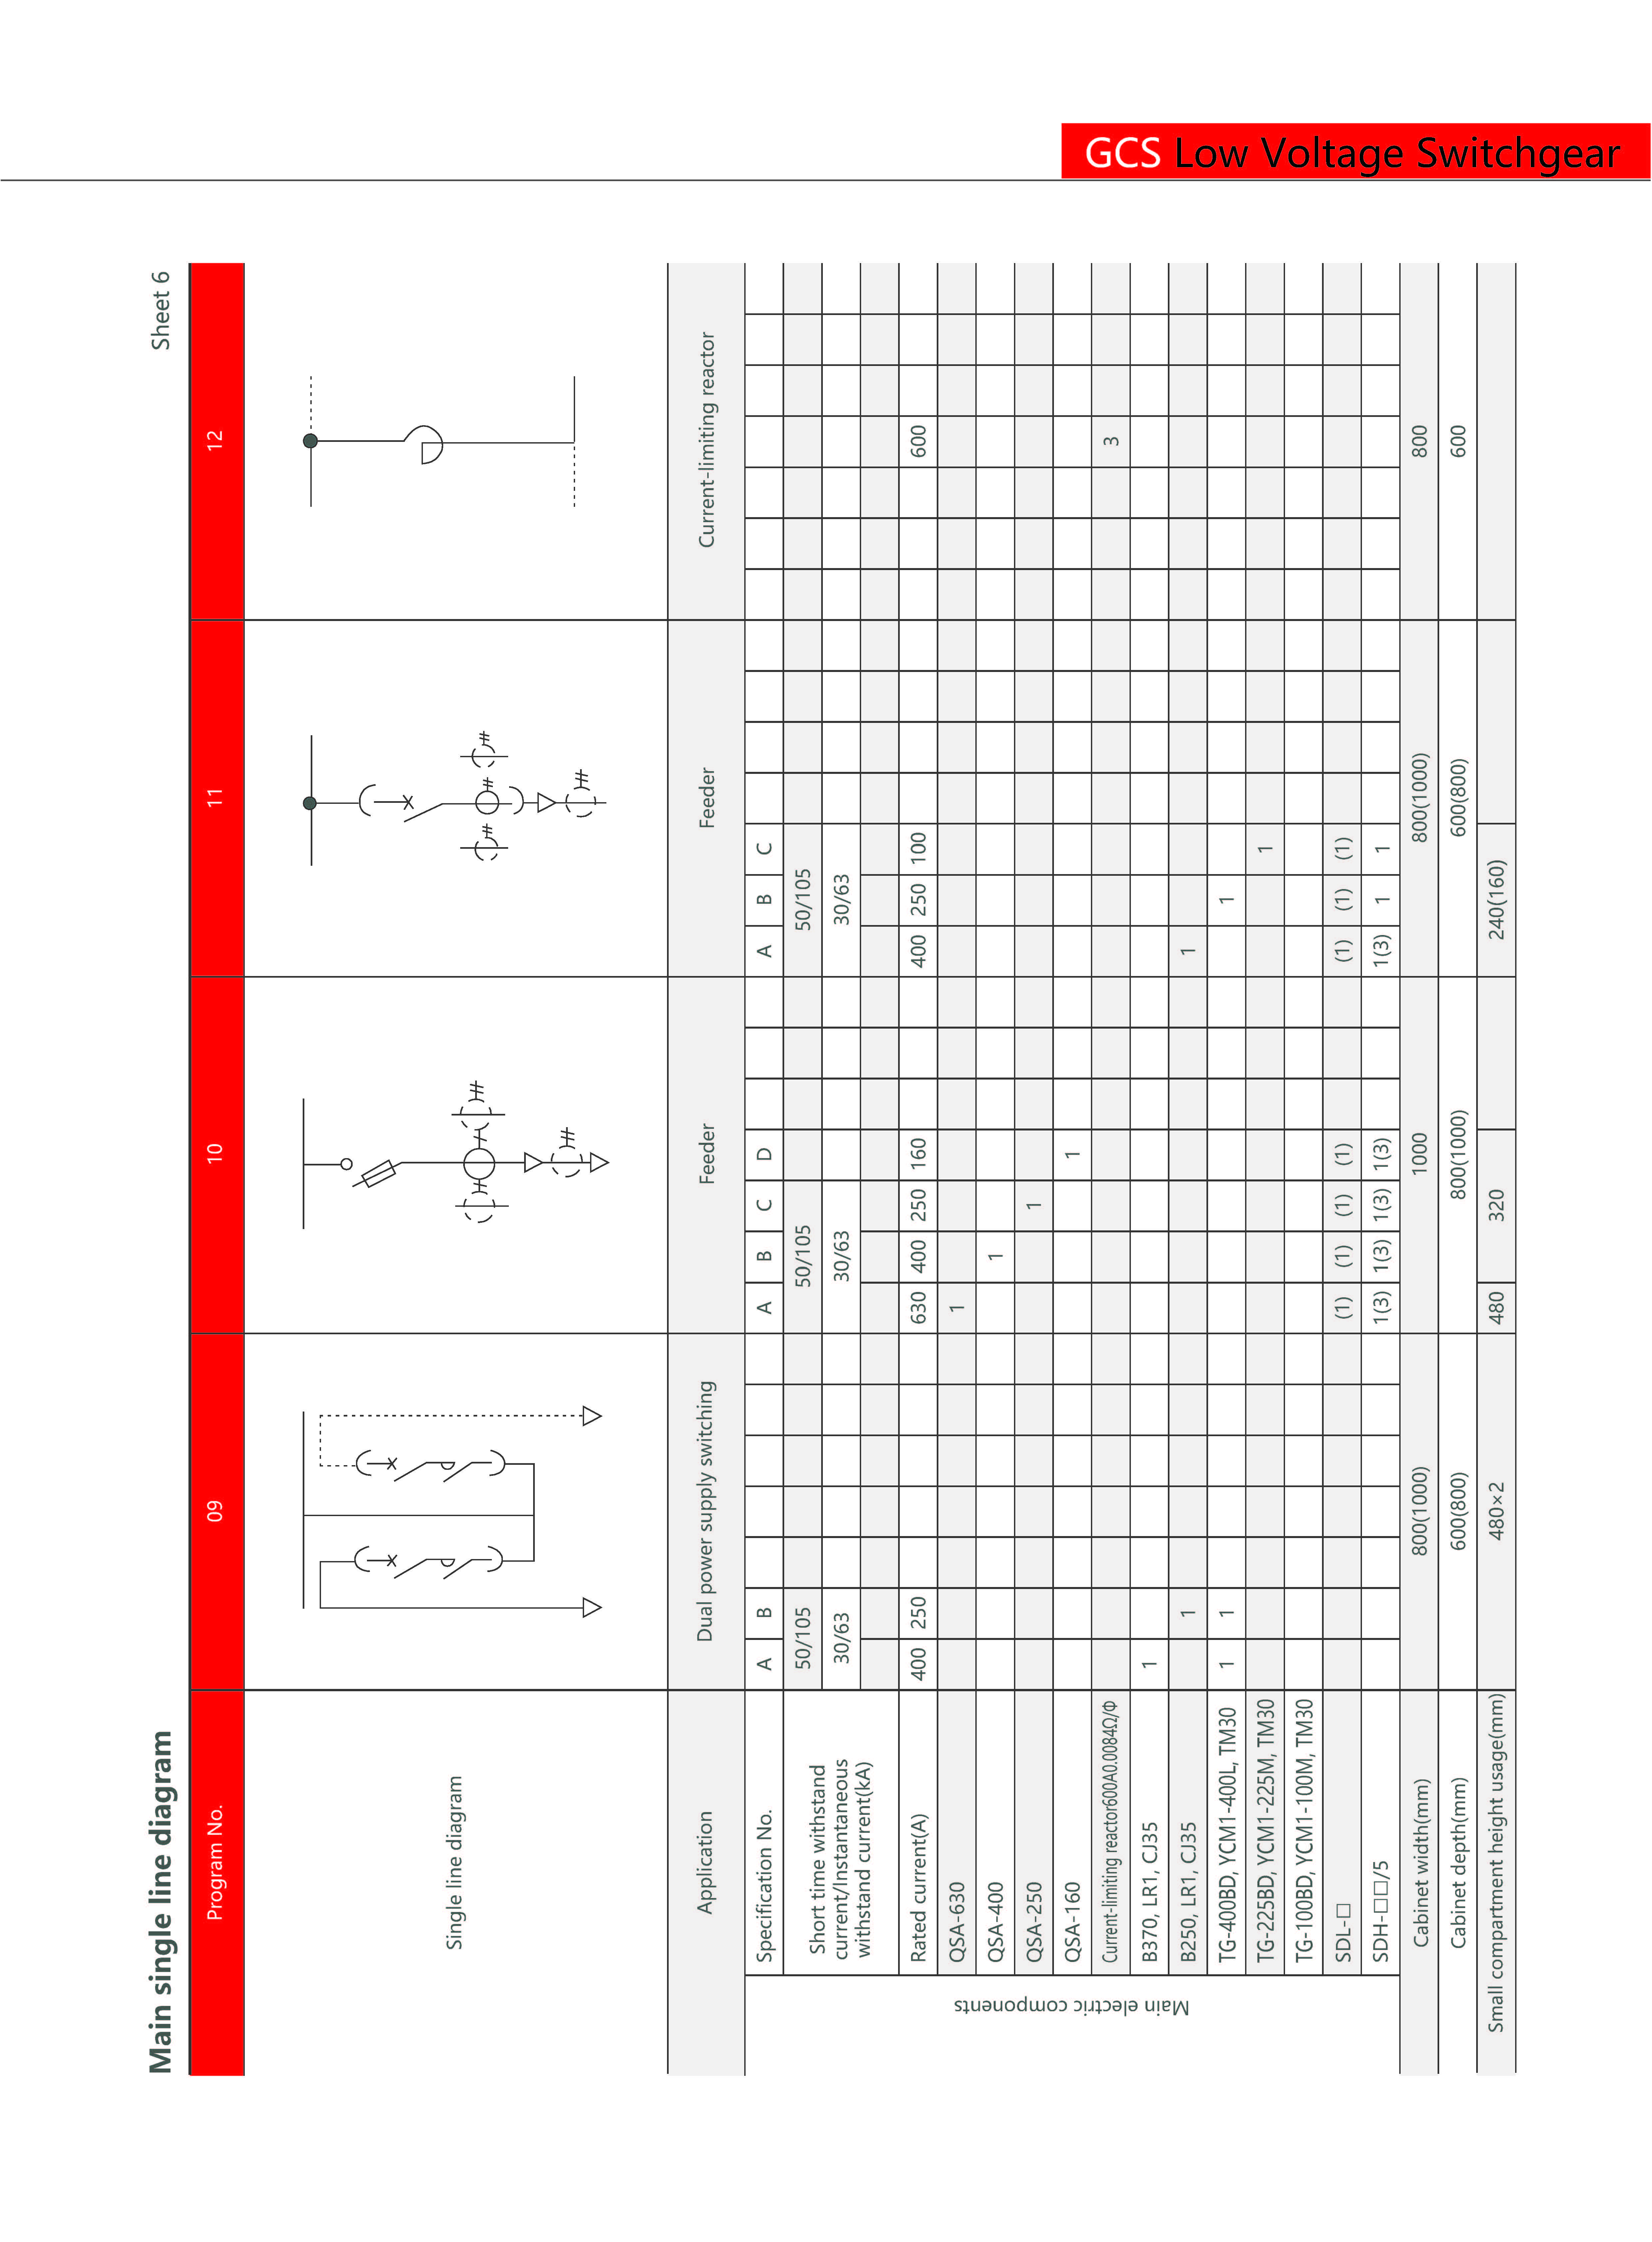 GCS Low Voltage Switchgear
Main single line diagram
Sheet 6
Program No. 09 10 11 12
Single line diagram
Application Dual power supply switching Feeder Feeder Current-limiting reactor
Main electric components
Specification No. A B A B C D A B C
Short time withstand
current/Instantaneous
withstand current(kA)
50/105 50/105 50/105
30/63 30/63 30/63
Rated current(A) 400 250 630 400 250 160 400 250 100 600
QSA-630 1
QSA-400 1
QSA-250 1
QSA-160 1
Current-limiting reactor600A0.0084Ω/Φ 3
B370, LR1, CJ35 1
B250, LR1, CJ35 1 1
TG-400BD, YCM1-400L, TM30 1 1 1
TG-225BD, YCM1-225M, TM30 1
TG-100BD, YCM1-100M, TM30
SDL-□ (1) (1) (1) (1) (1) (1) (1)
SDH-□□/5 1(3) 1(3) 1(3) 1(3) 1(3) 1 1
Cabinet width(mm) 800(1000) 1000 800(1000) 800
Cabinet depth(mm) 600(800) 800(1000) 600(800) 600
Small compartment height usage(mm) 480×2 480 320 240(160)